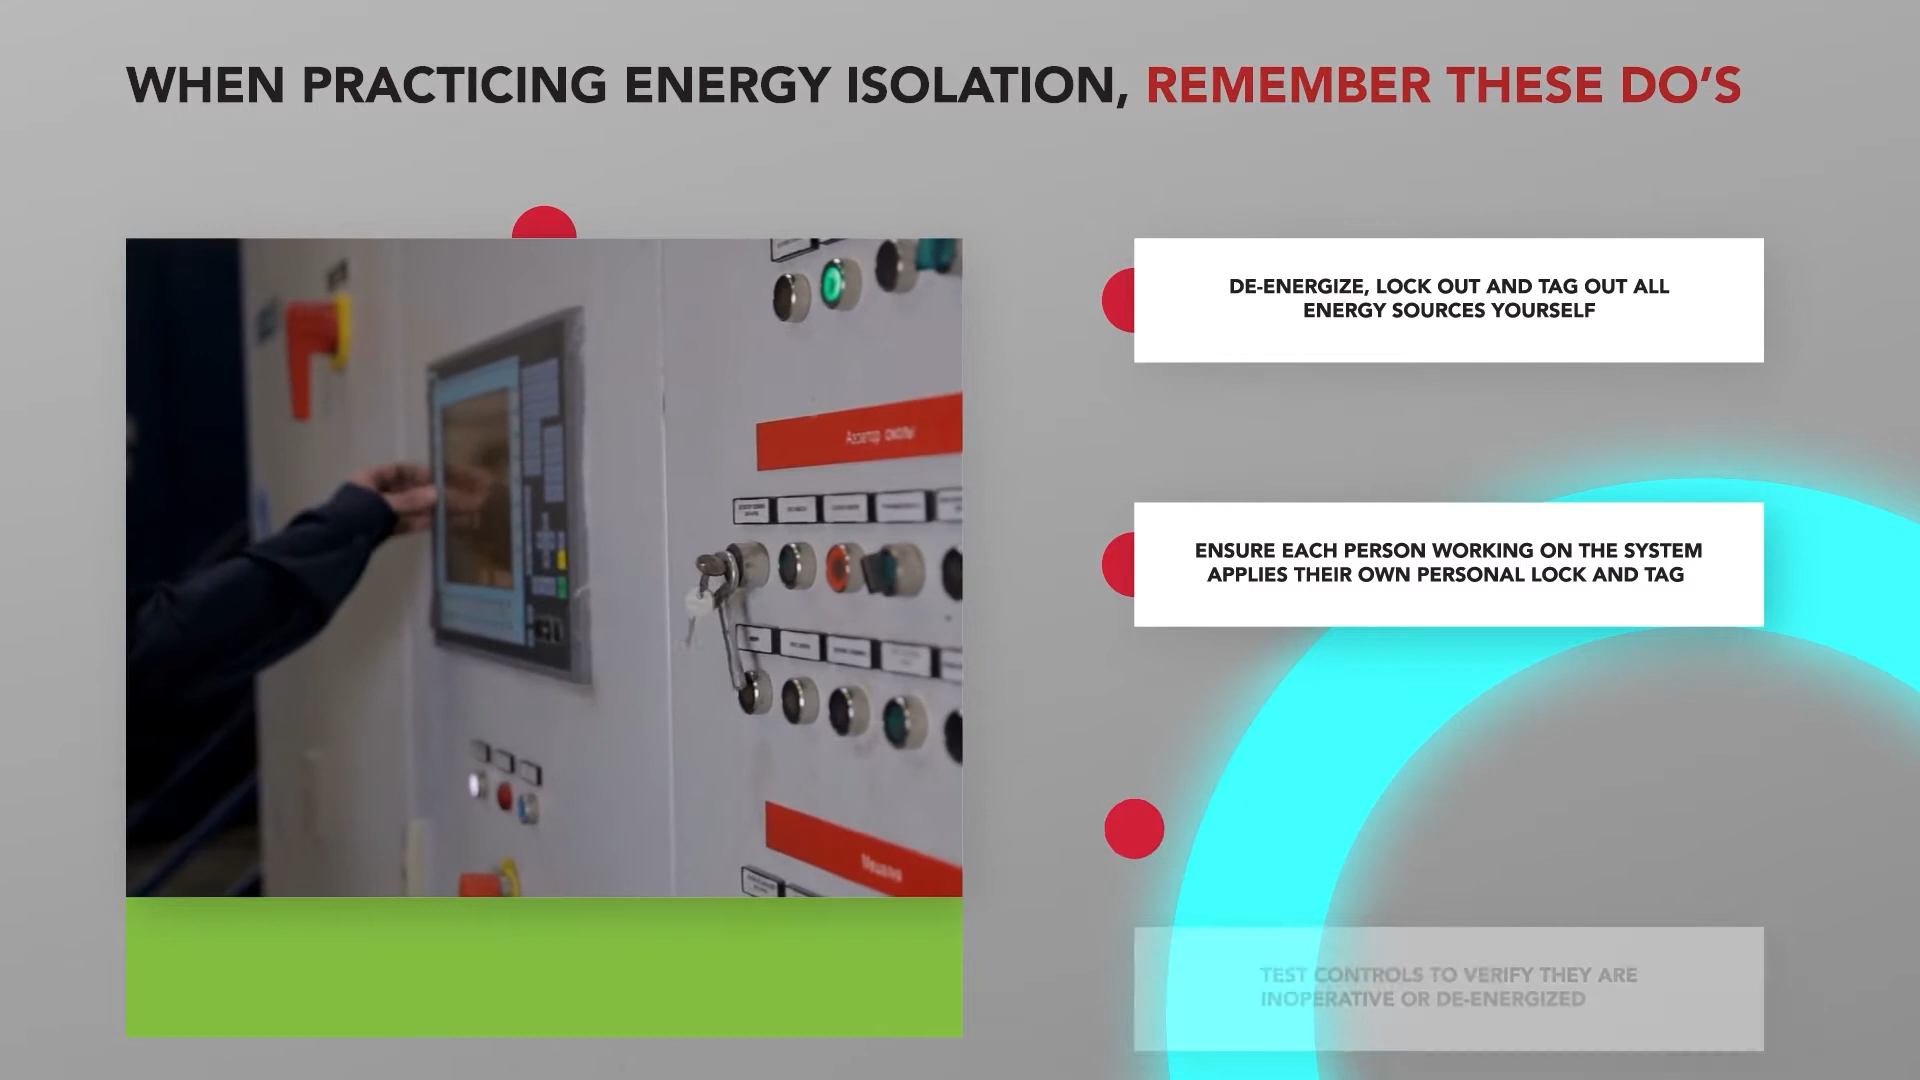 WHEN PRACTICING ENERGY ISOLATION, REMEMBER THESE DO'S
DE-ENERGIZE, LOCK OUT AND TAG OUT ALL
ENERGY SOURCES YOURSELF
ENSURE EACH PERSON WORKING ON THE SYSTEM
APPLIES THEIR OWN PERSONAL LOCK AND TAG
TEST CONTROLS TO VERIFY THEY ARE
INOPERATIVE OR DE-ENERGIZED